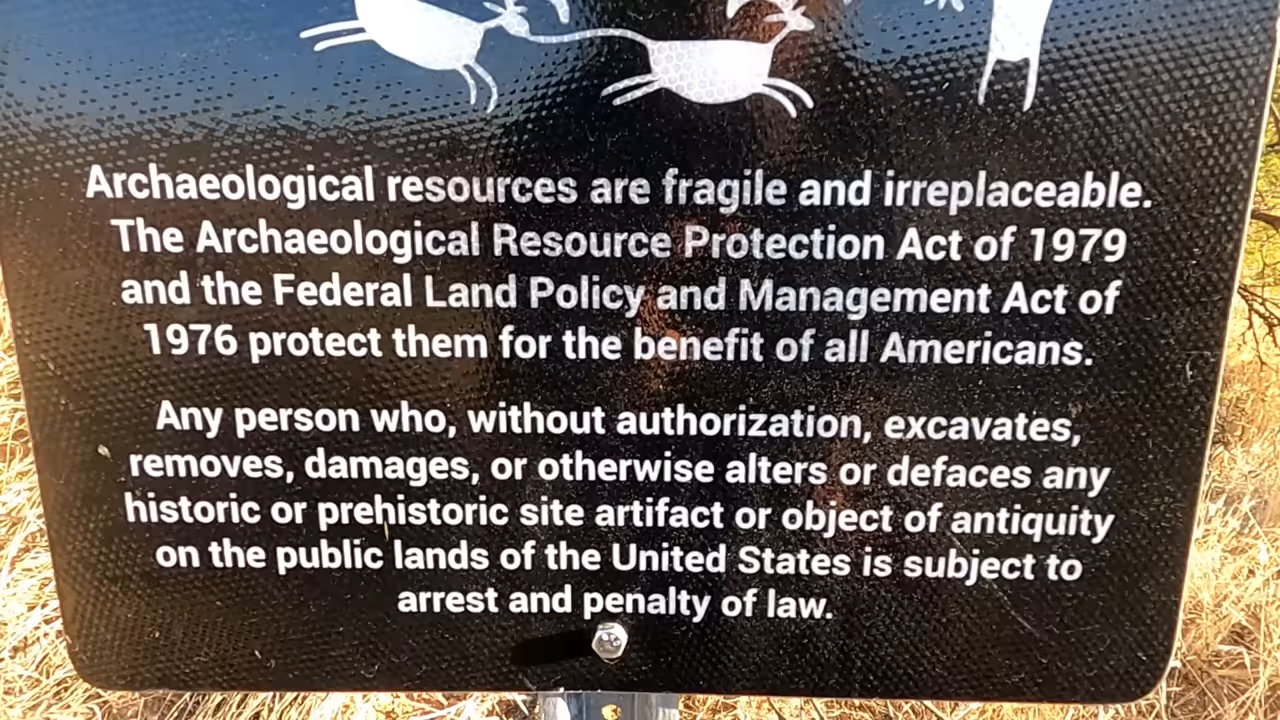 Archaeological resources are fragile and irreplaceable.
The Archaeological Resource Protection Act of 1979
and the Federal Land Policy and Management Act of
1976 protect them for the benefit of all Americans.
Any person who, without authorization, excavates,
removes, damages, or otherwise alters or defaces any
historic or prehistoric site artifact or object of antiquity
on the public lands of the United States is subject to
arrest and penalty of law.